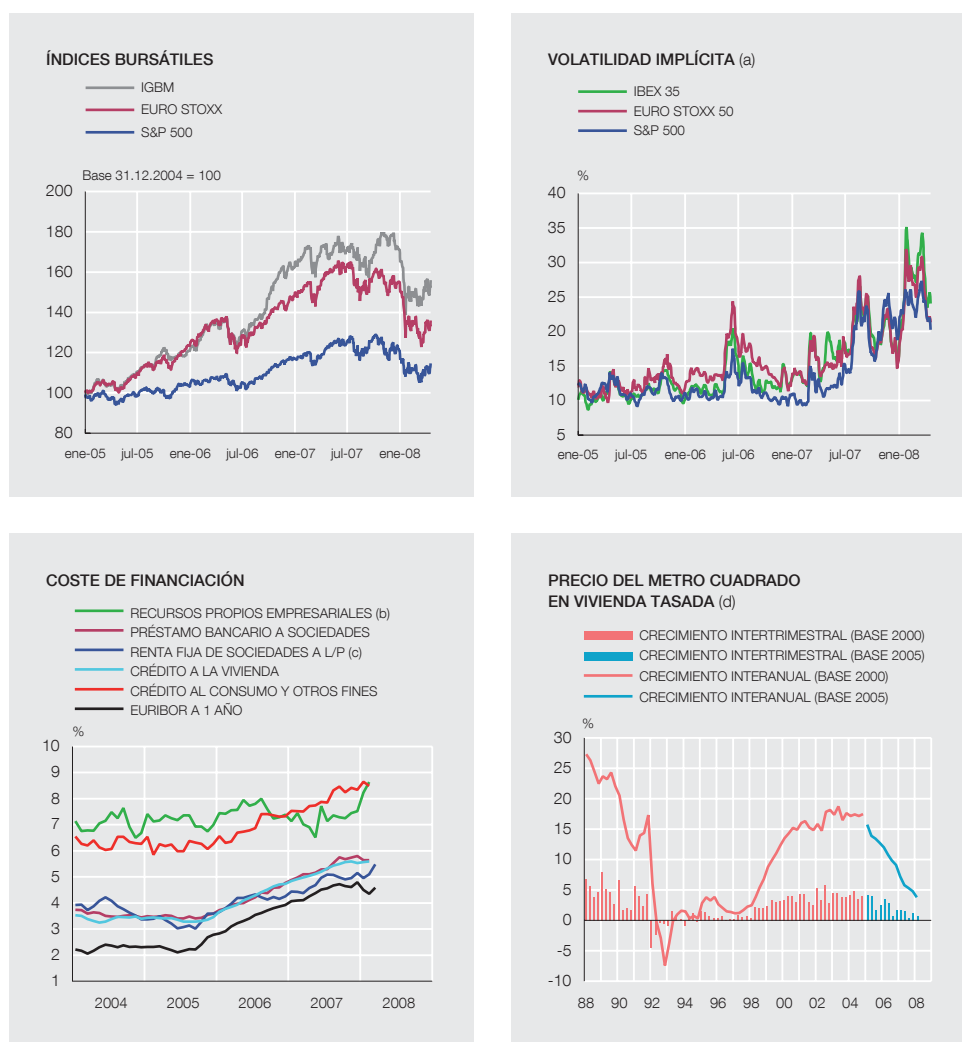 ÍNDICES BURSÁTILES
IGBM
EURO STOXX
S&P 500
Base 31.12.2004 = 100
200
180
160
140
120
100
80
ene-05 jul-05 ene-06 jul-06 ene-07 jul-07 ene-08
VOLATILIDAD IMPLÍCITA (a)
IBEX 35
EURO STOXX 50
S&P 500
%
40
35
30
25
20
15
10
5
ene-05 jul-05 ene-06 jul-06 ene-07 jul-07 ene-08
COSTE DE FINANCIACIÓN
RECURSOS PROPIOS EMPRESARIALES (b)
PRÉSTAMO BANCARIO A SOCIEDADES
RENTA FIJA DE SOCIEDADES A L/P (c)
CRÉDITO A LA VIVIENDA
CRÉDITO AL CONSUMO Y OTROS FINES
EURIBOR A 1 AÑO
%
10
9
8
7
6
5
4
3
2
1
2004 2005 2006 2007 2008
PRECIO DEL METRO CUADRADO
EN VIVIENDA TASADA (d)
CRECIMIENTO INTERTRIMESTRAL (BASE 2000)
CRECIMIENTO INTERTRIMESTRAL (BASE 2005)
CRECIMIENTO INTERANUAL (BASE 2000)
CRECIMIENTO INTERANUAL (BASE 2005)
%
30
25
20
15
10
5
0
-5
-10
88 90 92 94 96 98 00 02 04 06 08